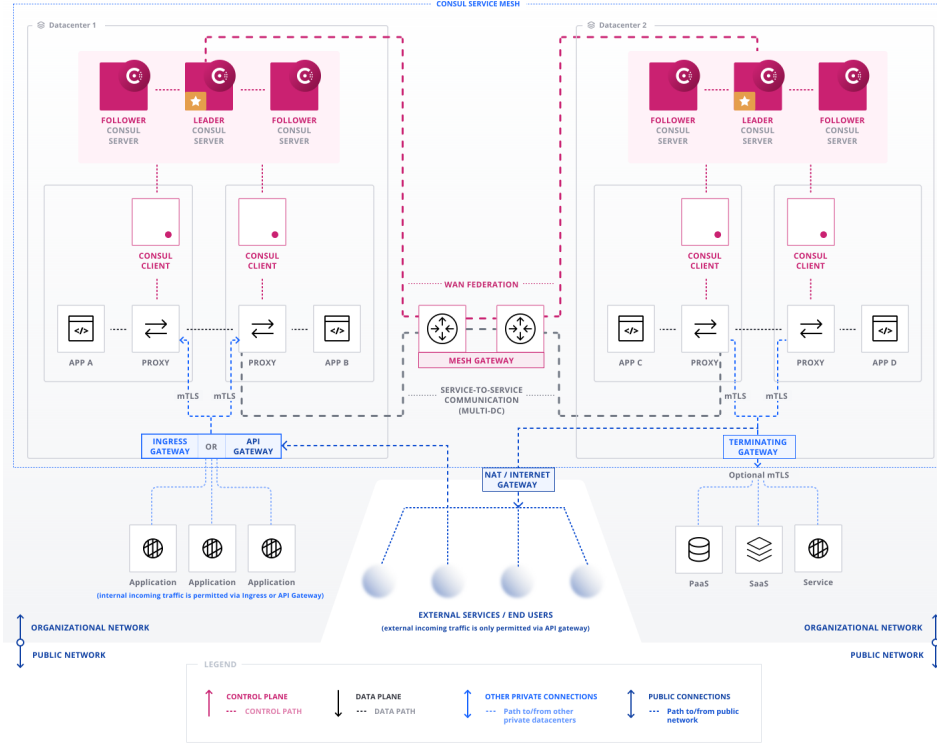 CONSUL SERVICE MESH
Datacenter 1
Datacenter 2
FOLLOWER
CONSUL
SERVER
LEADER
CONSUL
SERVER
FOLLOWER
CONSUL
SERVER
FOLLOWER
CONSUL
SERVER
LEADER
CONSUL
SERVER
FOLLOWER
CONSUL
SERVER
CONSUL
CLIENT
CONSUL
CLIENT
CONSUL
CLIENT
CONSUL
CLIENT
WAN FEDERATION
APP A
PROXY
PROXY
APP B
MESH GATEWAY
APP C
PROXY
PROXY
APP D
mTLS
mTLS
SERVICE-TO-SERVICE
COMMUNICATION
(MULTI-DC)
mTLS
mTLS
INGRESS
GATEWAY
OR
API
GATEWAY
TERMINATING
GATEWAY
NAT / INTERNET
GATEWAY
Optional mTLS
Application
Application
Application
(internal incoming traffic is permitted via Ingress or API Gateway)
PaaS
SaaS
Service
EXTERNAL SERVICES / END USERS
(external incoming traffic is only permitted via API gateway)
ORGANIZATIONAL NETWORK
PUBLIC NETWORK
ORGANIZATIONAL NETWORK
PUBLIC NETWORK
LEGEND
CONTROL PLANE
CONTROL PATH
DATA PLANE
DATA PATH
OTHER PRIVATE CONNECTIONS
Path to/from other
private datacenters
PUBLIC CONNECTIONS
Path to/from public
network